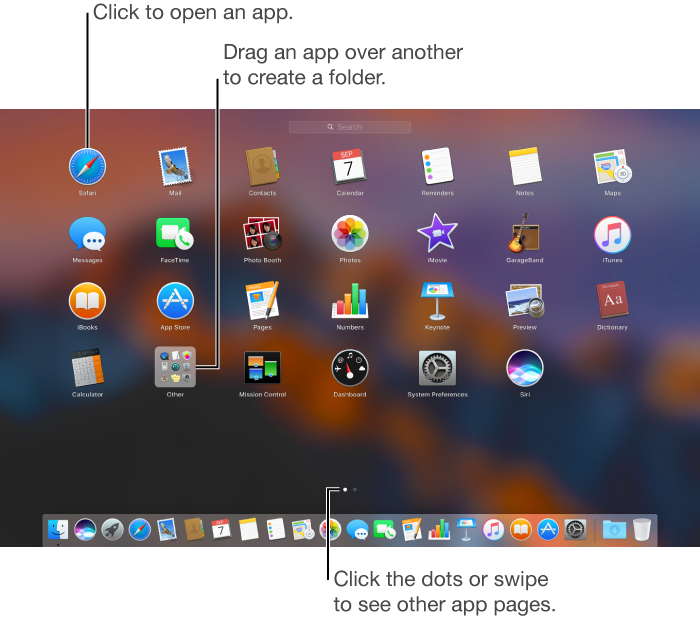 Click to open an app.
Drag an app over another
to create a folder.
Search
Safari
Mail
Contacts
SEP
7
Calendar
Reminders
Notes
3D
Maps
Messages
FaceTime
Photo Booth
Photos
iMovie
GarageBand
iTunes
iBooks
App Store
Pages
Numbers
Keynote
Preview
Aa
Dictionary
Calculator
Other
Mission Control
Dashboard
System Preferences
Siri
SEP
7
Click the dots or swipe
to see other app pages.